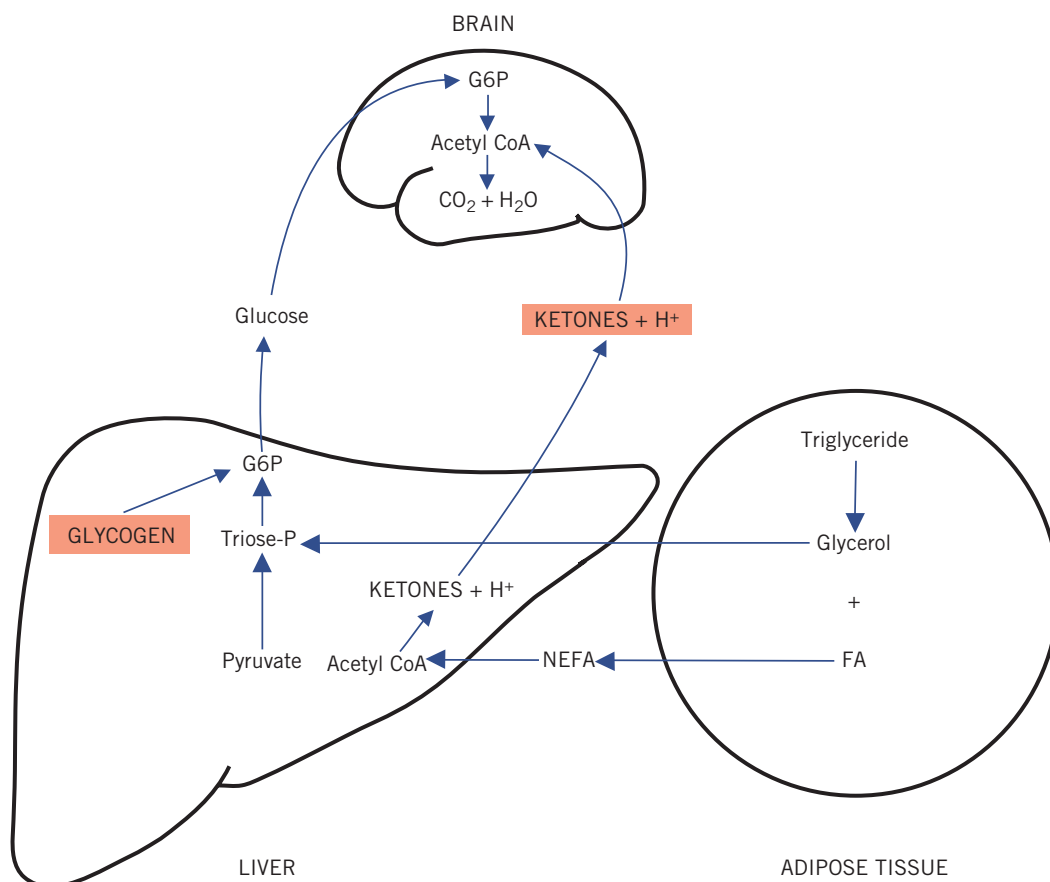 BRAIN
G6P
Acetyl CoA
CO₂ + H₂O
Glucose
KETONES + H⁺
Triglyceride
G6P
GLYCOGEN
Triose-P
Glycerol
KETONES + H⁺
+
Pyruvate
Acetyl CoA
NEFA
FA
LIVER
ADIPOSE TISSUE